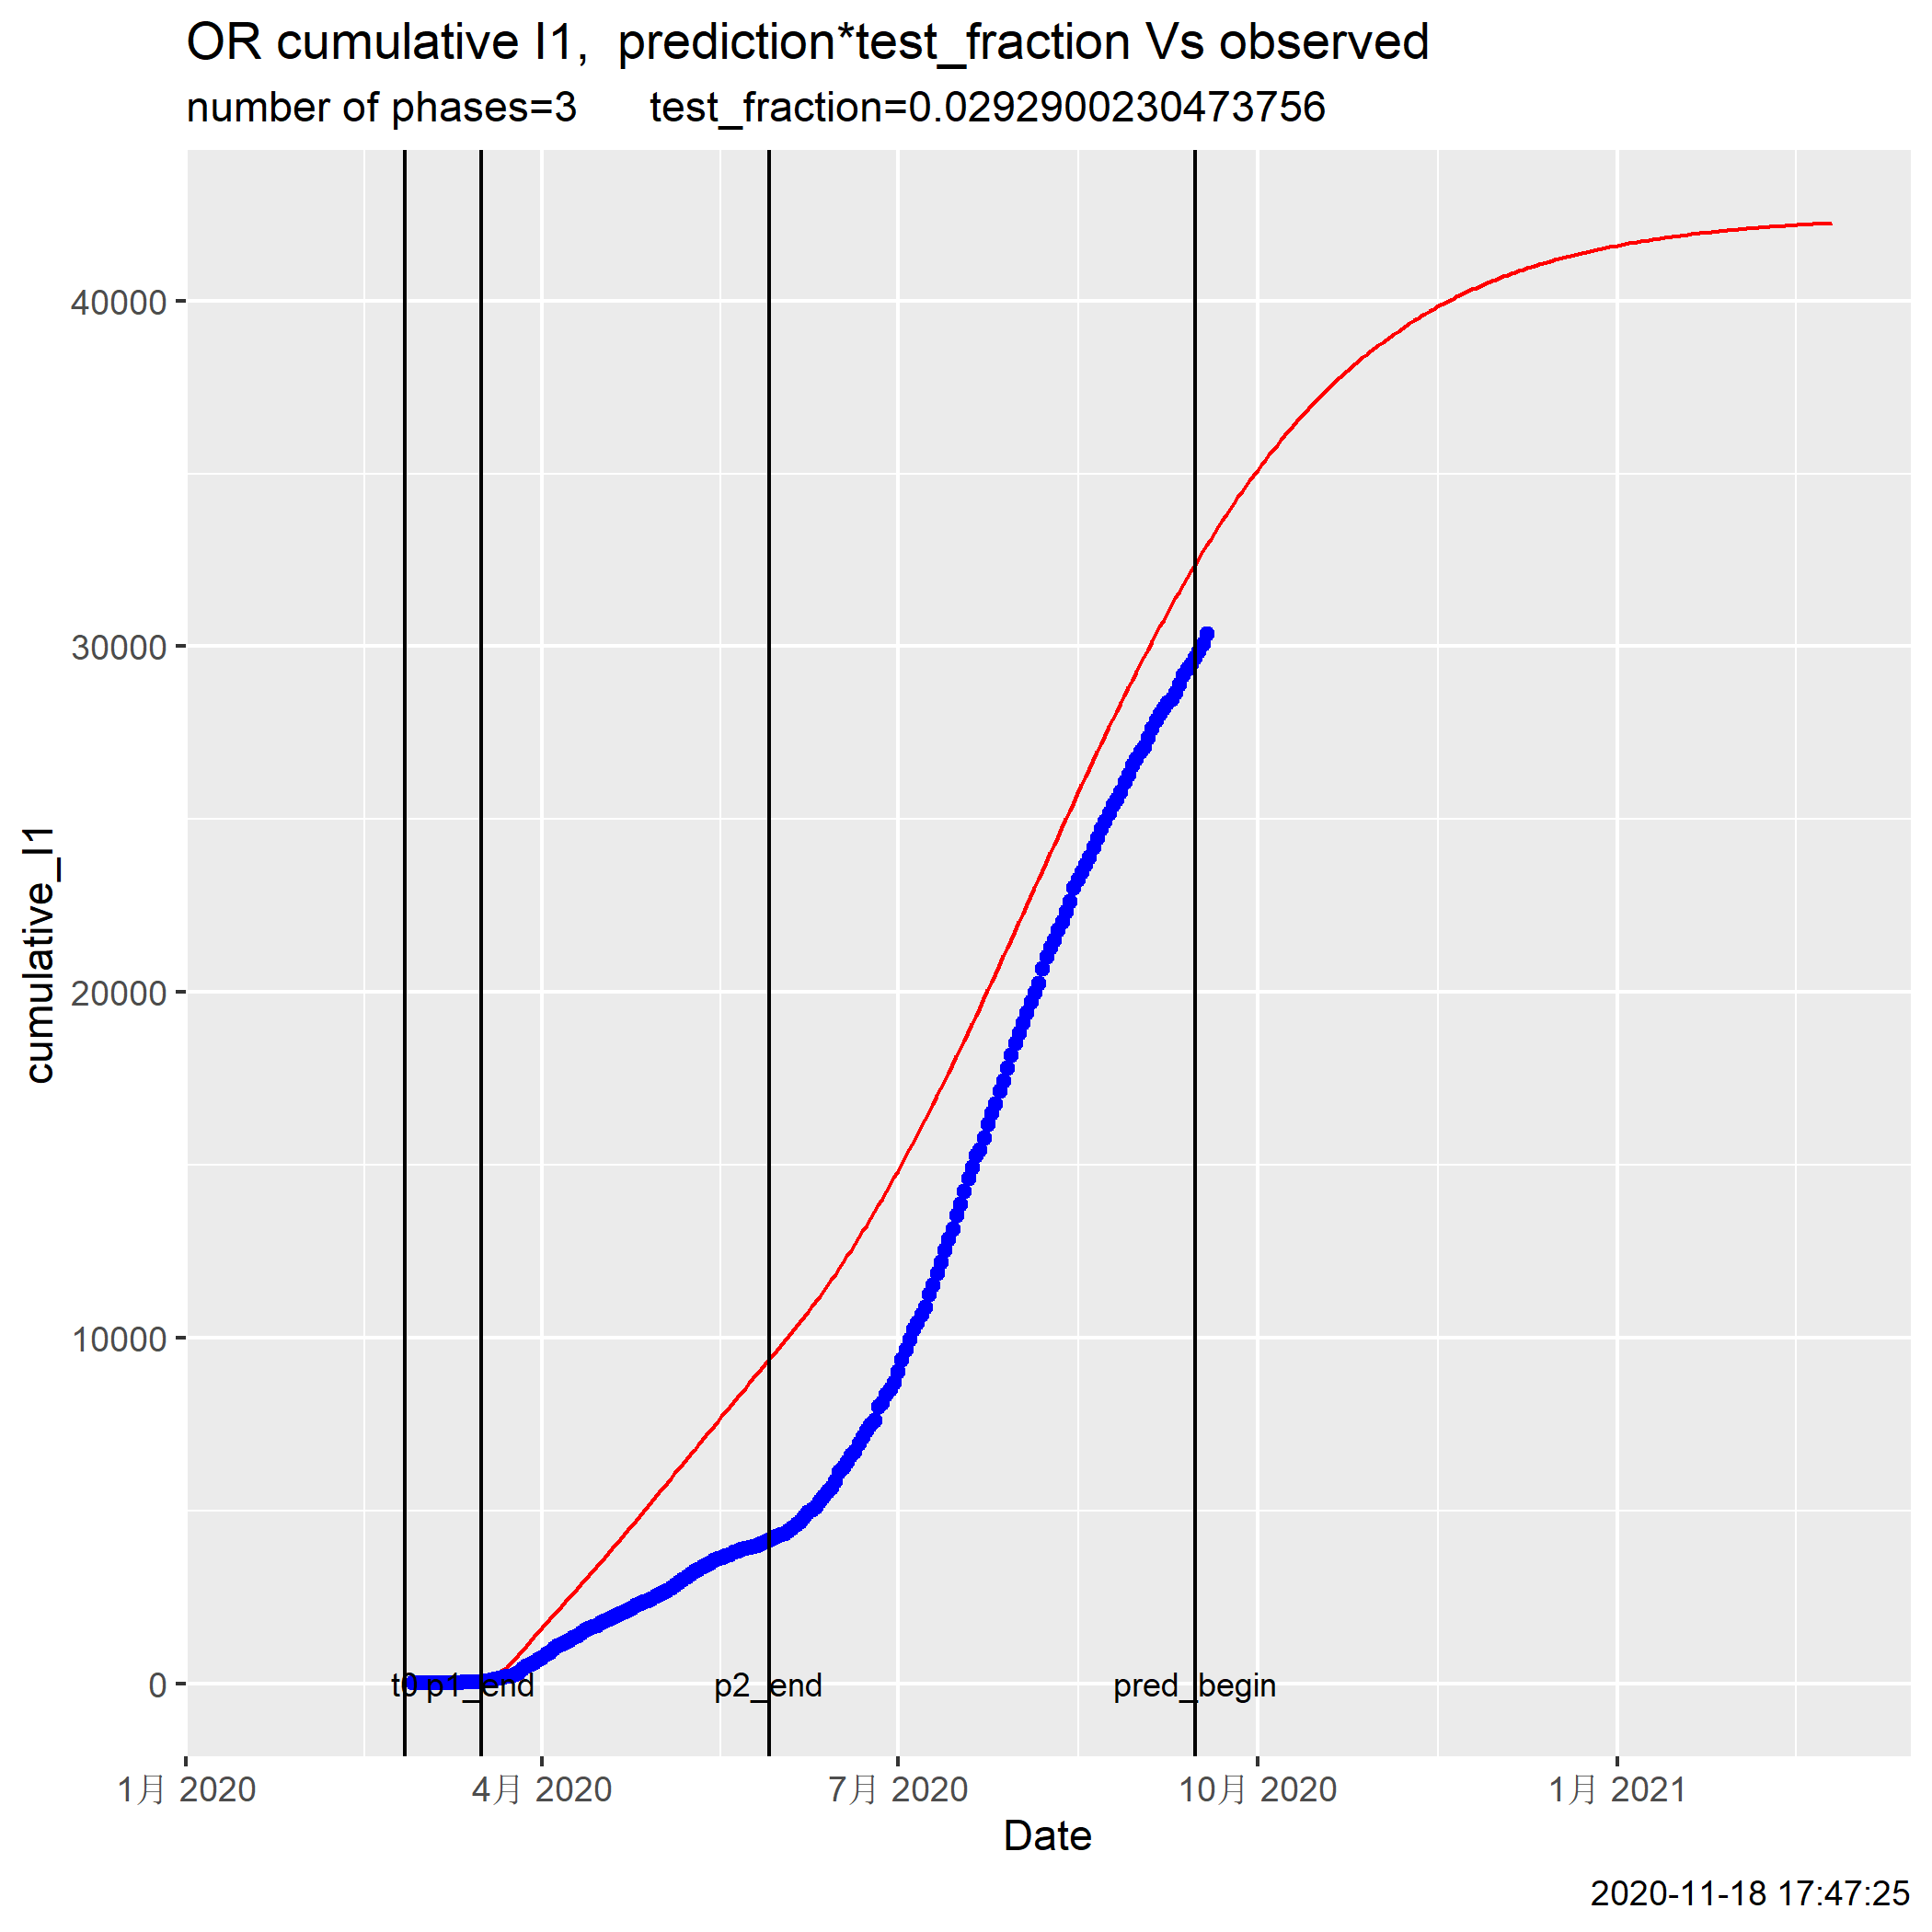 OR cumulative I1,  prediction*test_fraction Vs observed
number of phases=3      test_fraction=0.0292900230473756
cumulative_I1
40000
30000
20000
10000
0
t0 p1_end p2_end pred_begin
1月 2020 4月 2020 7月 2020 10月 2020 1月 2021
Date
2020-11-18 17:47:25